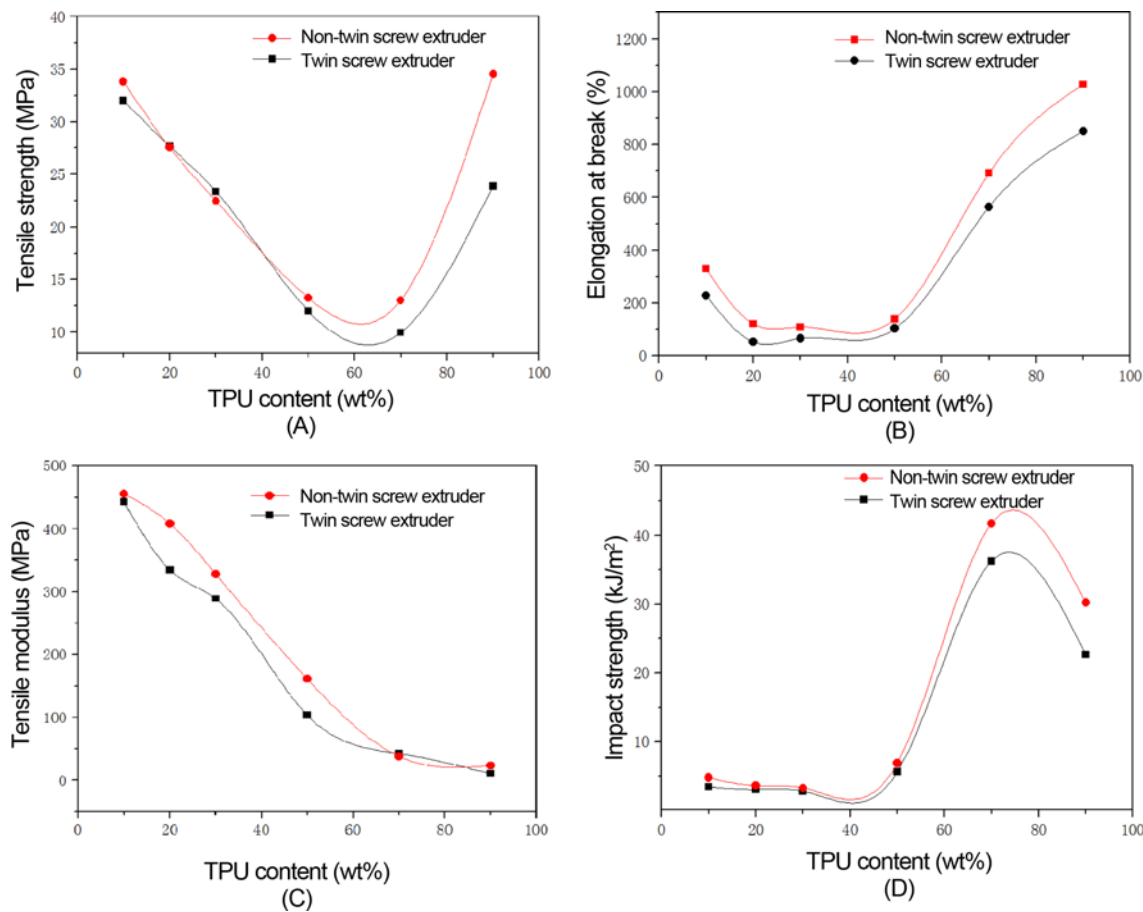 40
35
30
25
20
15
10
Tensile strength (MPa)
Non-twin screw extruder
Twin screw extruder
0 20 40 60 80 100
TPU content (wt%)
(A)
1200
1000
800
600
400
200
0
Elongation at break (%)
Non-twin screw extruder
Twin screw extruder
0 20 40 60 80 100
TPU content (wt%)
(B)
500
400
300
200
100
0
Tensile modulus (MPa)
Non-twin screw extruder
Twin screw extruder
0 20 40 60 80 100
TPU content (wt%)
(C)
50
40
30
20
10
Impact strength (kJ/m²)
Non-twin screw extruder
Twin screw extruder
0 20 40 60 80 100
TPU content (wt%)
(D)